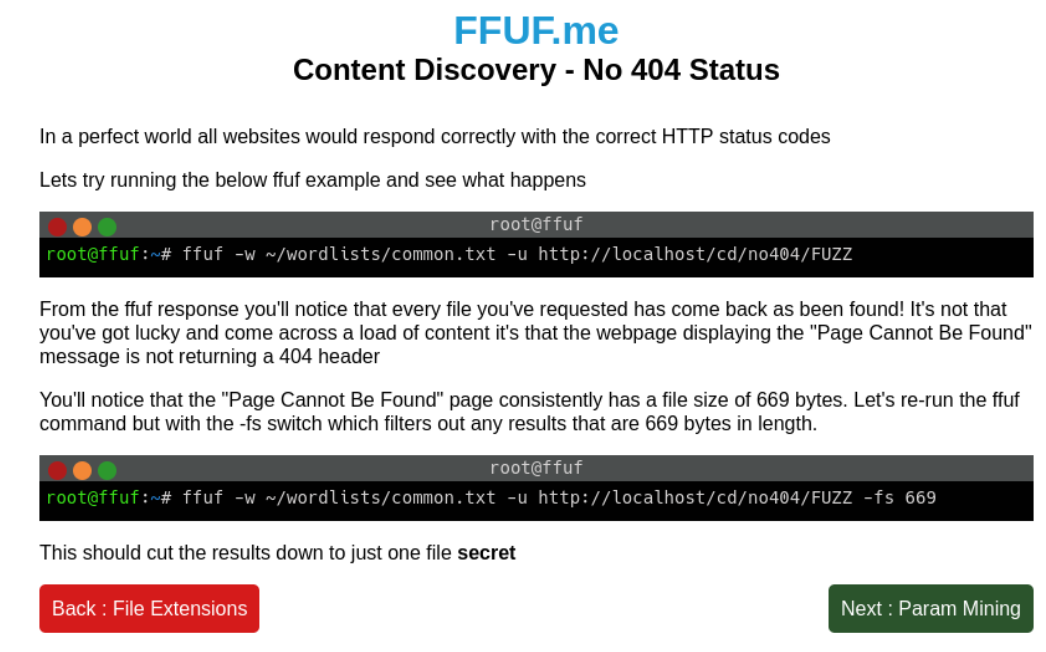 FFUF.me
Content Discovery - No 404 Status
In a perfect world all websites would respond correctly with the correct HTTP status codes
Lets try running the below ffuf example and see what happens
root@ffuf
root@ffuf:~# ffuf -w ~/wordlists/common.txt -u http://localhost/cd/no404/FUZZ
From the ffuf response you'll notice that every file you've requested has come back as been found! It's not that
you've got lucky and come across a load of content it's that the webpage displaying the "Page Cannot Be Found"
message is not returning a 404 header
You'll notice that the "Page Cannot Be Found" page consistently has a file size of 669 bytes. Let's re-run the ffuf
command but with the -fs switch which filters out any results that are 669 bytes in length.
root@ffuf
root@ffuf:~# ffuf -w ~/wordlists/common.txt -u http://localhost/cd/no404/FUZZ -fs 669
This should cut the results down to just one file secret
Back : File Extensions
Next : Param Mining